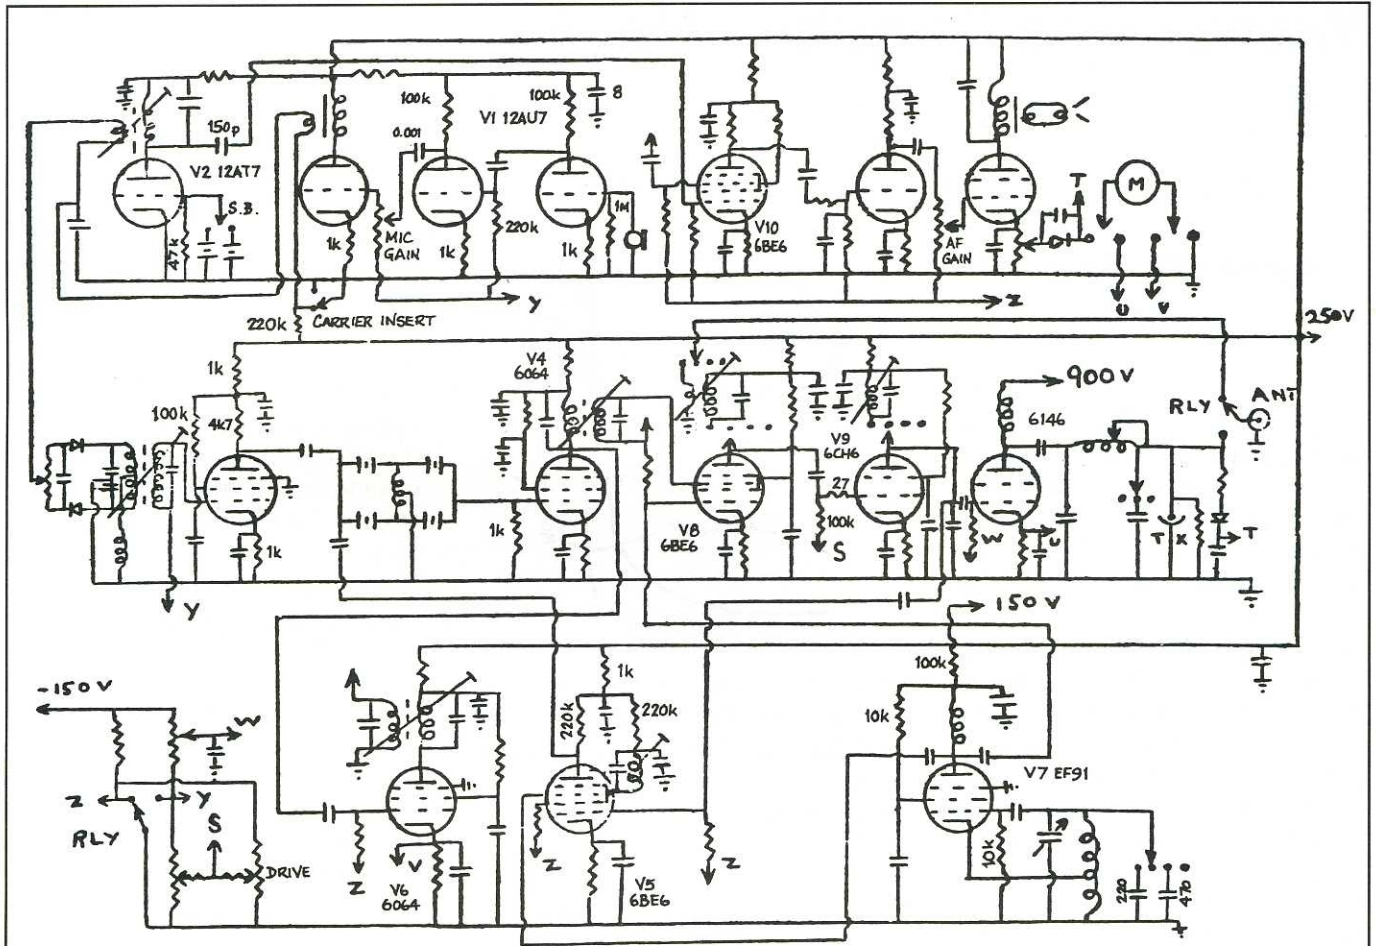 8
100k
100k
V1 12AU7
150p
0.001
V2 12AT7
S.B.
T
M
1M
47k
1k
MIC
GAIN
1k
220k
1k
V10
6BE6
AF
GAIN
Y
Z
U
V
220k
CARRIER INSERT
250V
1k
V4
6064
900V
ANT
RLY
6146
100k
4k7
V9
6CH6
27
1k
1k
V8
6BE6
100k
S
W
U
T
X
T
Y
150V
1k
100k
-150V
220k
220k
10k
W
V7 EF91
Z
Y
RLY
S
10k
DRIVE
Z
V
V6
6064
Z
V5
6BE6
Z
220
470